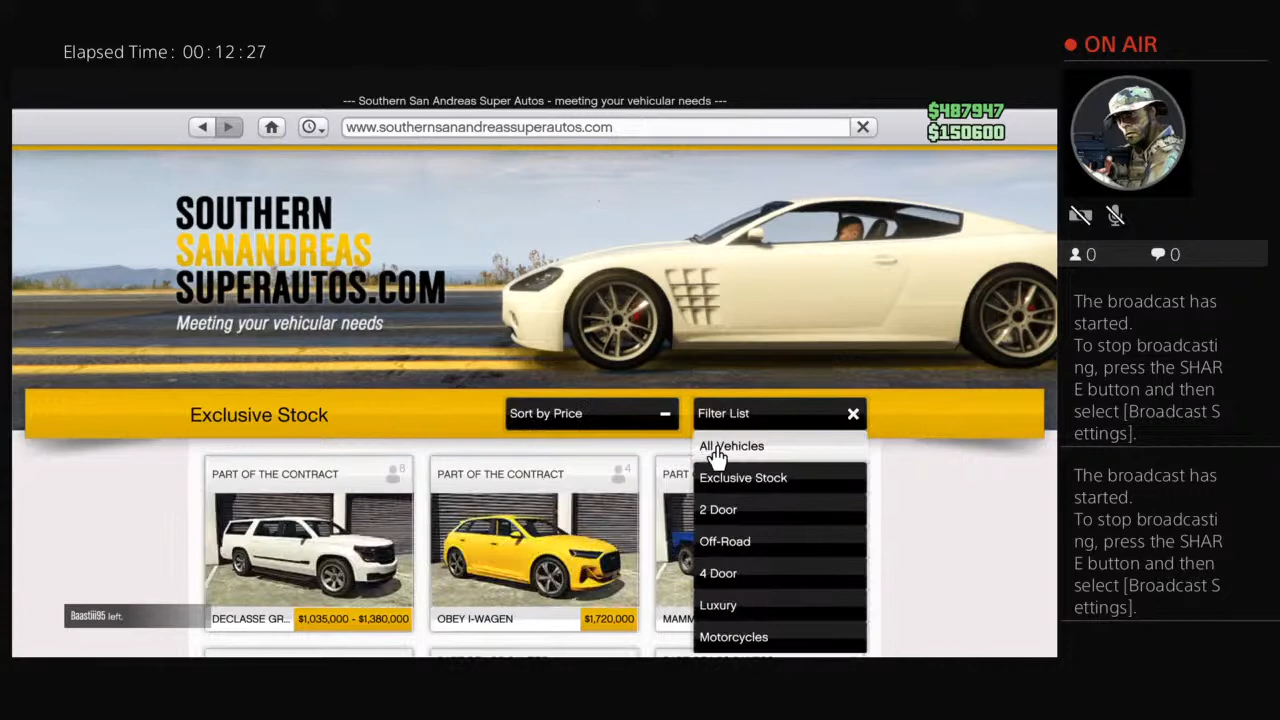 Elapsed Time: 00:12:27
ON AIR
--- Southern San Andreas Super Autos - meeting your vehicular needs ---
www.southernsanandreassuperautos.com
$487947
$150600
SOUTHERN
SANANDREAS
SUPERAUTOS.COM
Meeting your vehicular needs
0 0
Exclusive Stock
Sort by Price
Filter List
All Vehicles
Exclusive Stock
2 Door
Off-Road
4 Door
Luxury
Motorcycles
PART OF THE CONTRACT 8
PART OF THE CONTRACT 4
PART
DECLASSE GR... $1,035,000 - $1,380,000
OBEY I-WAGEN $1,720,000
MAMM
Baastiii95 left.
The broadcast has
started.
To stop broadcasti
ng, press the SHAR
E button and then
select [Broadcast S
ettings].
The broadcast has
started.
To stop broadcasti
ng, press the SHAR
E button and then
select [Broadcast S
ettings].